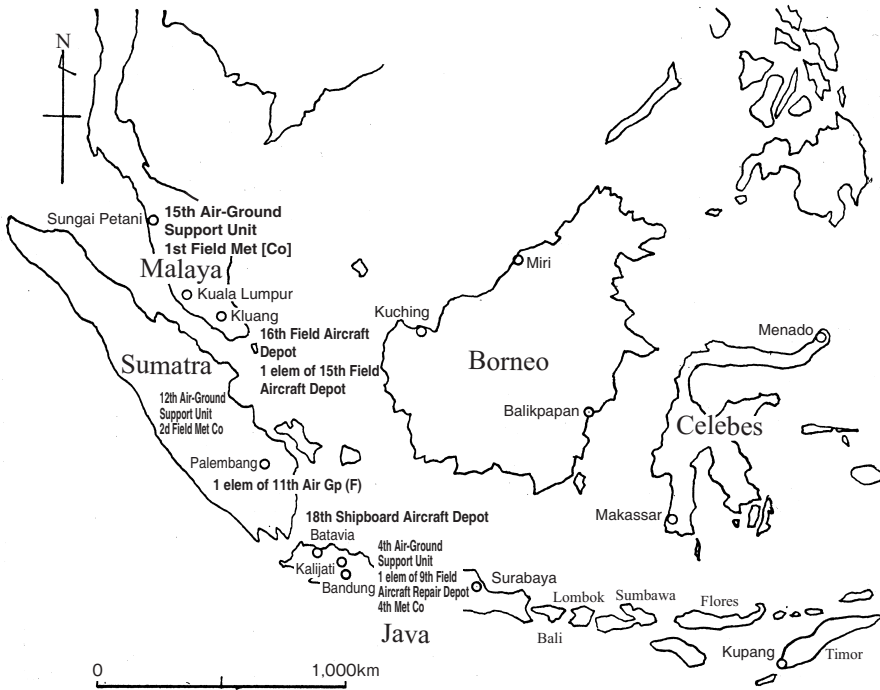 N
Sungai Petani
15th Air-Ground
Support Unit
1st Field Met [Co]
Malaya
Kuala Lumpur
Kluang
16th Field Aircraft
Depot
1 elem of 15th Field
Aircraft Depot
Sumatra
12th Air-Ground
Support Unit
2d Field Met Co
Palembang
1 elem of 11th Air Gp (F)
Miri
Kuching
Borneo
Balikpapan
Menado
Celebes
Makassar
18th Shipboard Aircraft Depot
Batavia
Kalijati
Bandung
4th Air-Ground
Support Unit
1 elem of 9th Field
Aircraft Repair Depot
4th Met Co
Java
Surabaya
Bali
Lombok
Sumbawa
Flores
Kupang
Timor
0
1,000km